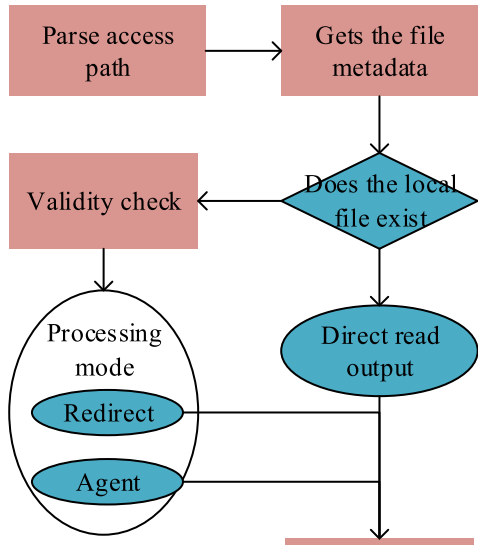 Parse access
path
Gets the file
metadata
Does the local
file exist
Validity check
Processing
mode
Redirect
Agent
Direct read
output